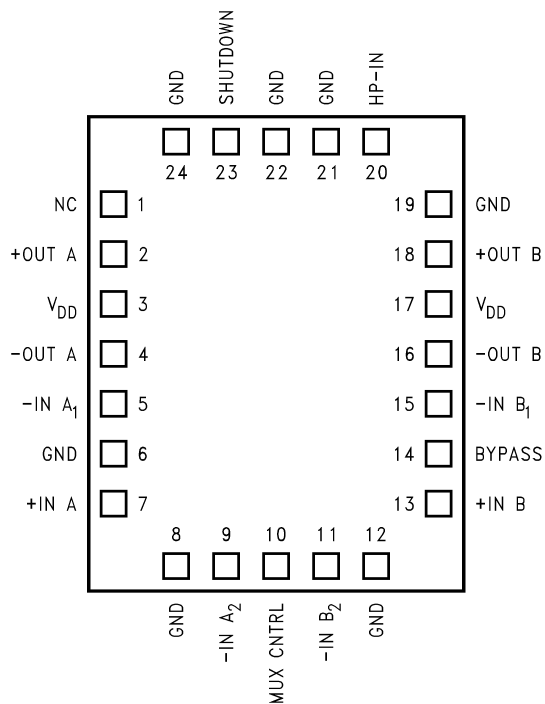 GND
SHUTDOWN
GND
GND
HP-IN
24 23 22 21 20
NC 1 19 GND
+OUT A 2 18 +OUT B
VDD 3 17 VDD
-OUT A 4 16 -OUT B
-IN A1 5 15 -IN B1
GND 6 14 BYPASS
+IN A 7 13 +IN B
8 9 10 11 12
GND
-IN A2
MUX CNTRL
-IN B2
GND